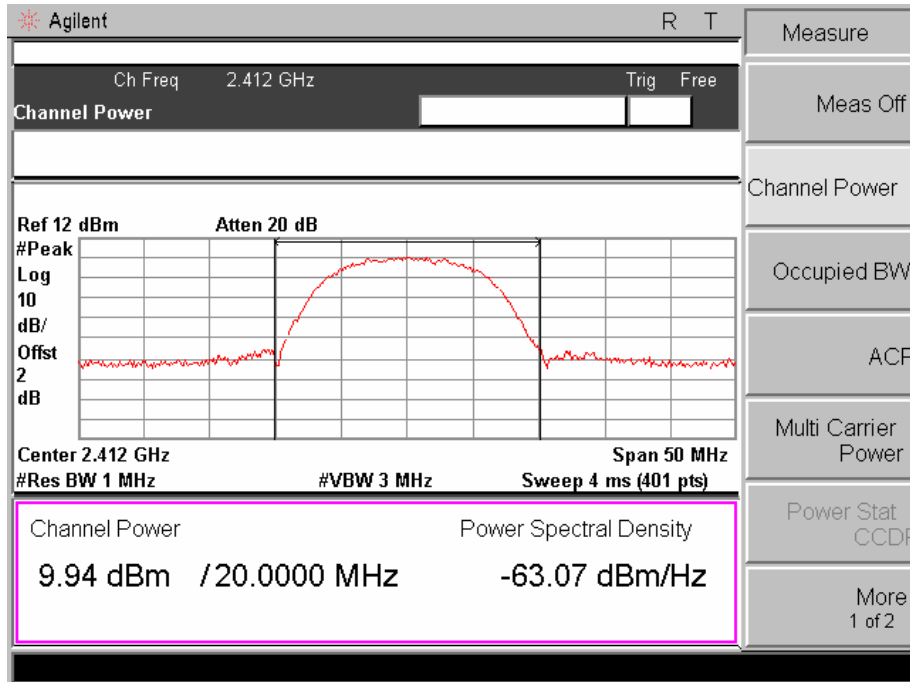 Agilent R T
Measure
Ch Freq 2.412 GHz Trig Free
Channel Power
Meas Off
Channel Power
Ref 12 dBm Atten 20 dB
#Peak
Log
10
dB/
Offst
2
dB
Occupied BW
ACP
Center 2.412 GHz Span 50 MHz
#Res BW 1 MHz #VBW 3 MHz Sweep 4 ms (401 pts)
Multi Carrier
Power
Channel Power Power Spectral Density
9.94 dBm /20.0000 MHz -63.07 dBm/Hz
Power Stat
CCDF
More
1 of 2